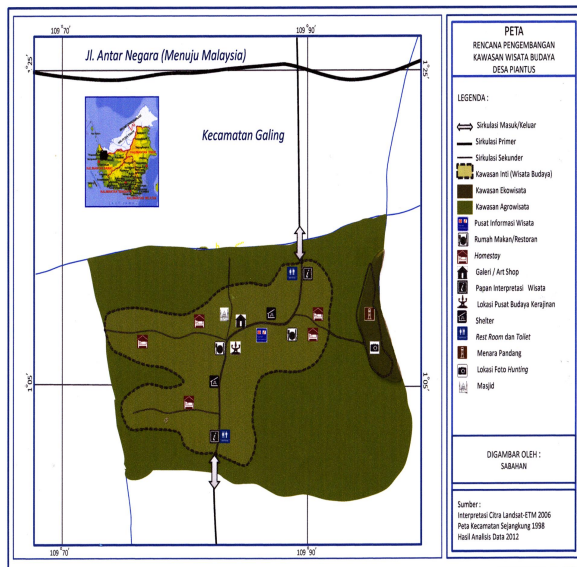 109 °70
109 °90
Jl. Antar Negara (Menuju Malaysia)
1°25
1°25
Kecamatan Galing
1°05
1°05
109 °70
109 °90
PETA
RENCANA PENGEMBANGAN
KAWASAN WISATA BUDAYA
DESA PIANTUS
LEGENDA :
Sirkulasi Masuk/Keluar
Sirkulasi Primer
Sirkulasi Sekunder
Kawasan Inti (Wisata Budaya)
Kawasan Ekowisata
Kawasan Agrowisata
Pusat Informasi Wisata
Rumah Makan/Restoran
Homestay
Galeri / Art Shop
Papan Interpretasi Wisata
Lokasi Pusat Budaya Kerajinan
Shelter
Rest Room dan Toliet
Menara Pandang
Lokasi Foto Hunting
Masjid
DIGAMBAR OLEH :
SABAHAN
Sumber :
Interpretasi Citra Landsat-ETM 2006
Peta Kecamatan Sejangkung 1998
Hasil Analisis Data 2012